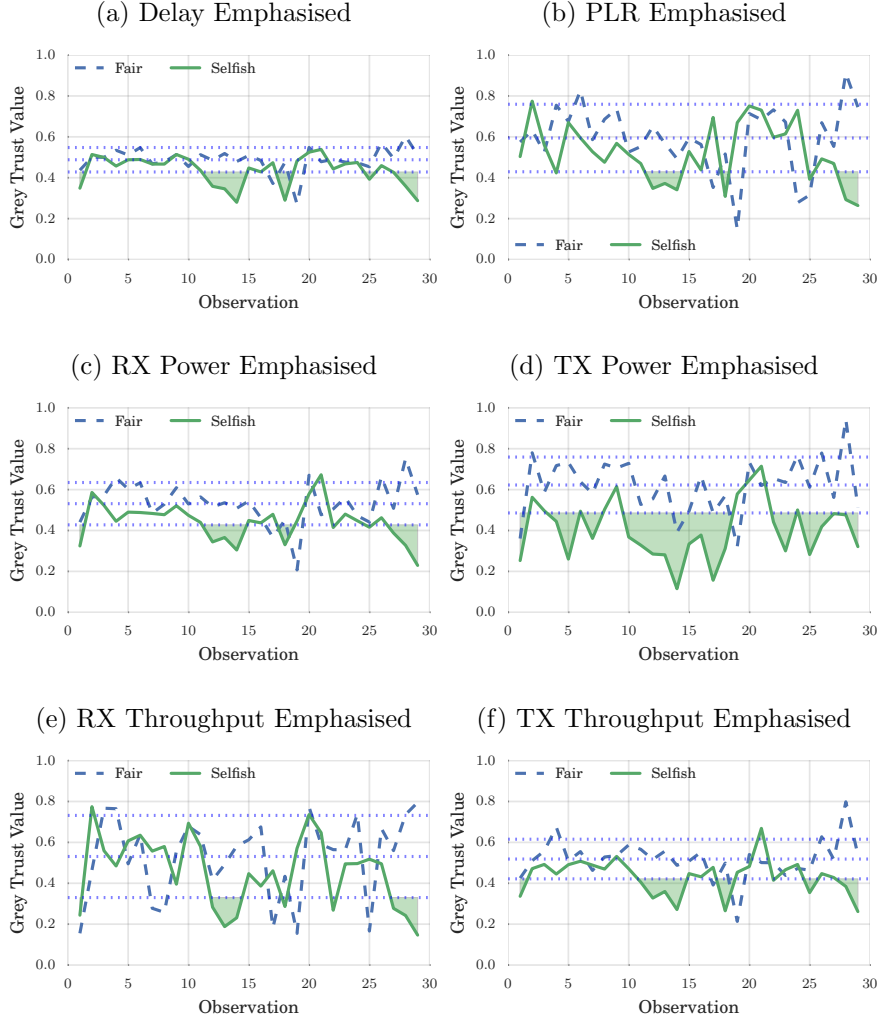 (a) Delay Emphasised
1.0
0.8
0.6
0.4
0.2
0.0
Grey Trust Value
Fair Selfish
0 5 10 15 20 25 30
Observation
(b) PLR Emphasised
1.0
0.8
0.6
0.4
0.2
0.0
Grey Trust Value
Fair Selfish
0 5 10 15 20 25 30
Observation
(c) RX Power Emphasised
1.0
0.8
0.6
0.4
0.2
0.0
Grey Trust Value
Fair Selfish
0 5 10 15 20 25 30
Observation
(d) TX Power Emphasised
1.0
0.8
0.6
0.4
0.2
0.0
Grey Trust Value
Fair Selfish
0 5 10 15 20 25 30
Observation
(e) RX Throughput Emphasised
1.0
0.8
0.6
0.4
0.2
0.0
Grey Trust Value
Fair Selfish
0 5 10 15 20 25 30
Observation
(f) TX Throughput Emphasised
1.0
0.8
0.6
0.4
0.2
0.0
Grey Trust Value
Fair Selfish
0 5 10 15 20 25 30
Observation